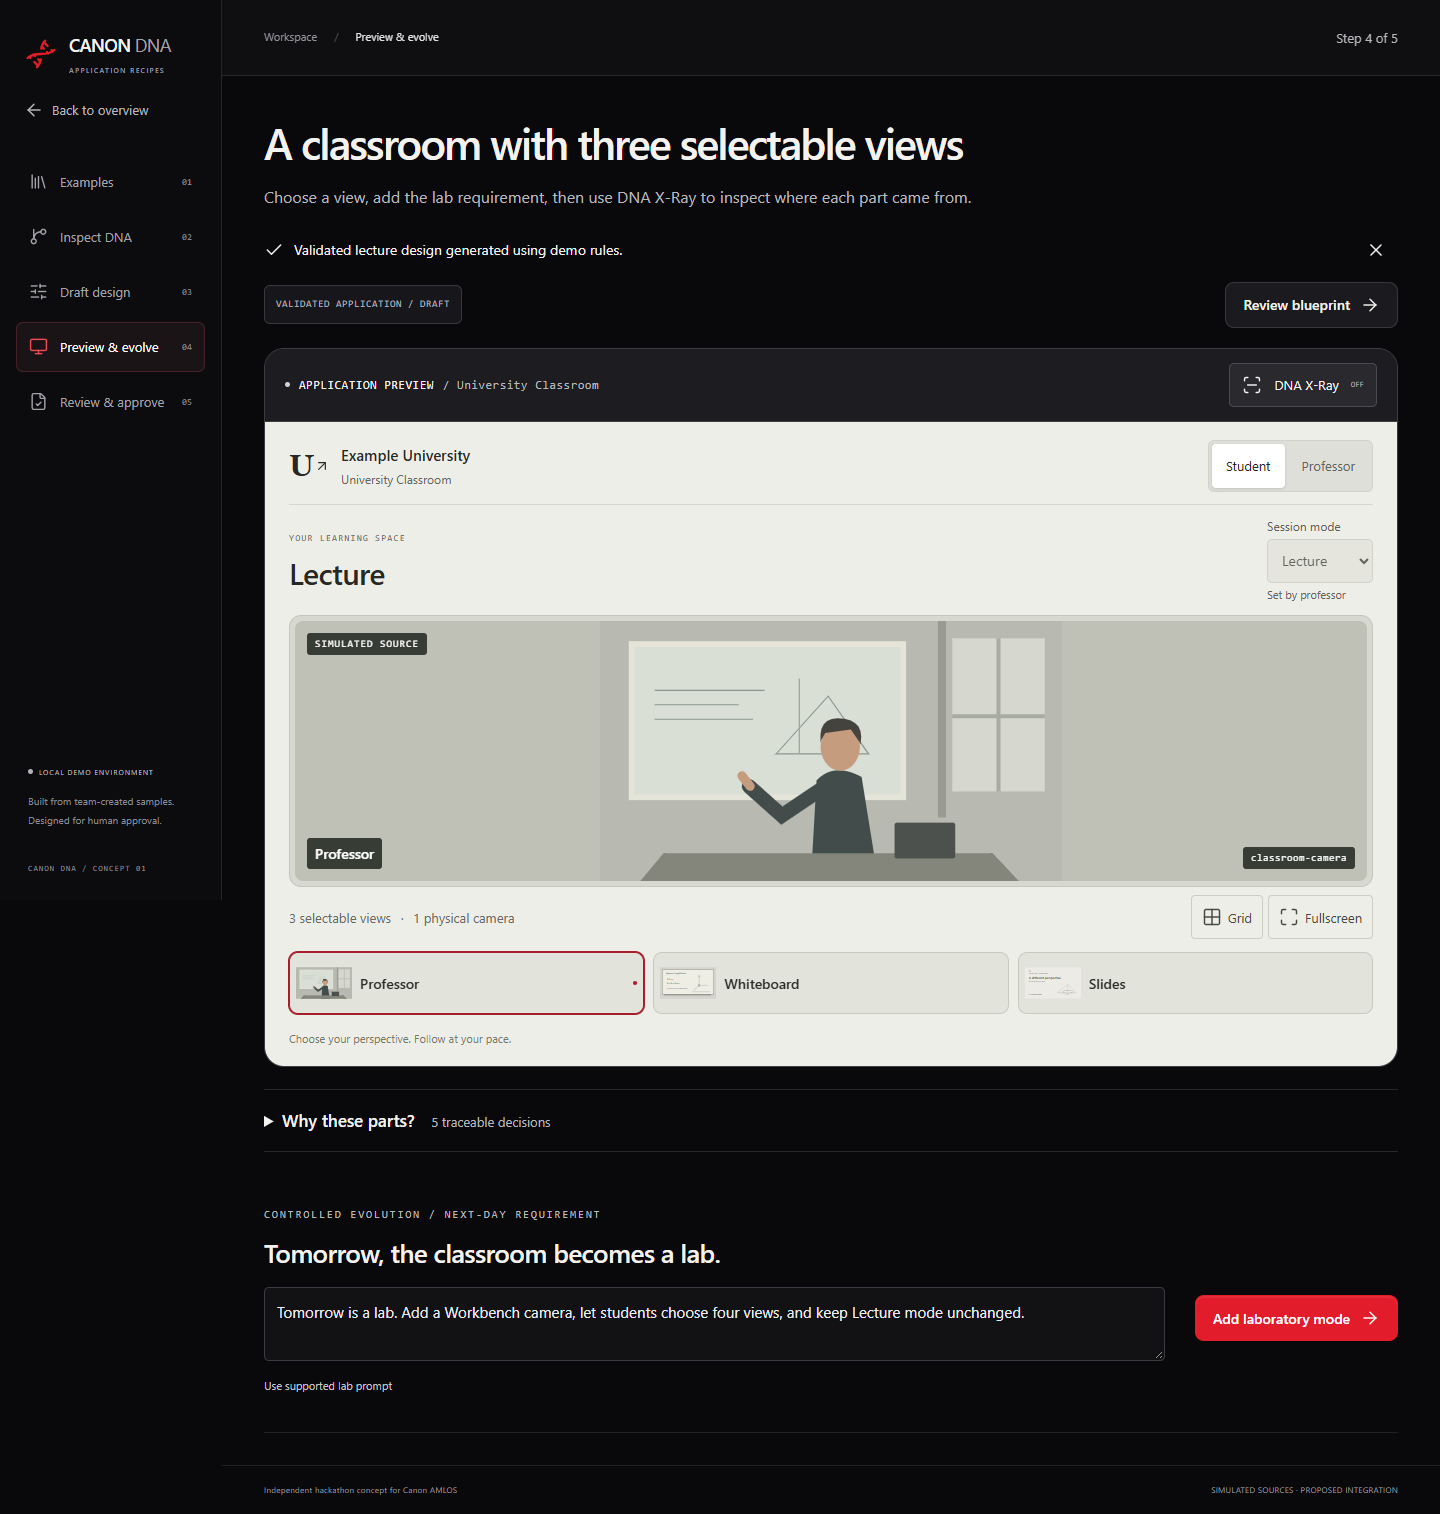 CANON DNA
APPLICATION RECIPES
Back to overview
Examples 01
Inspect DNA 02
Draft design 03
Preview & evolve 04
Review & approve 05
LOCAL DEMO ENVIRONMENT
Built from team-created samples.
Designed for human approval.
CANON DNA / CONCEPT 01
Workspace / Preview & evolve
Step 4 of 5
A classroom with three selectable views
Choose a view, add the lab requirement, then use DNA X-Ray to inspect where each part came from.
Validated lecture design generated using demo rules.
VALIDATED APPLICATION / DRAFT
Review blueprint
APPLICATION PREVIEW / University Classroom
DNA X-Ray OFF
U
Example University
University Classroom
Student Professor
YOUR LEARNING SPACE
Lecture
Session mode
Lecture
Set by professor
SIMULATED SOURCE
Professor
classroom-camera
3 selectable views · 1 physical camera
Grid Fullscreen
Professor
Whiteboard
Slides
Choose your perspective. Follow at your pace.
Why these parts? 5 traceable decisions
CONTROLLED EVOLUTION / NEXT-DAY REQUIREMENT
Tomorrow, the classroom becomes a lab.
Tomorrow is a lab. Add a Workbench camera, let students choose four views, and keep Lecture mode unchanged.
Add laboratory mode
Use supported lab prompt
Independent hackathon concept for Canon AMLOS
SIMULATED SOURCES · PROPOSED INTEGRATION